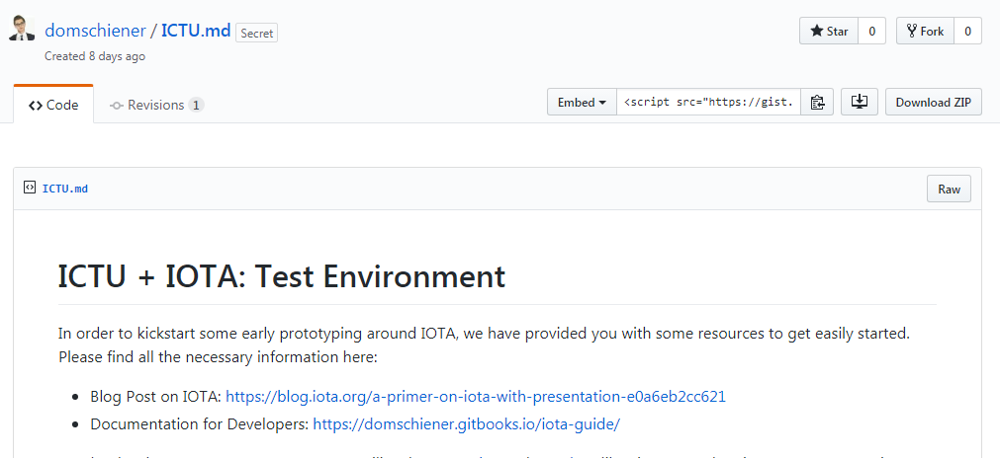 domschiener / ICTU.md Secret
Star 0 Fork 0
Created 8 days ago
Code Revisions 1
Embed <script src="https://gist. Download ZIP
ICTU.md
Raw
ICTU + IOTA: Test Environment
In order to kickstart some early prototyping around IOTA, we have provided you with some resources to get easily started.
Please find all the necessary information here:
• Blog Post on IOTA: https://blog.iota.org/a-primer-on-iota-with-presentation-e0a6eb2cc621
• Documentation for Developers: https://domschiener.gitbooks.io/iota-guide/